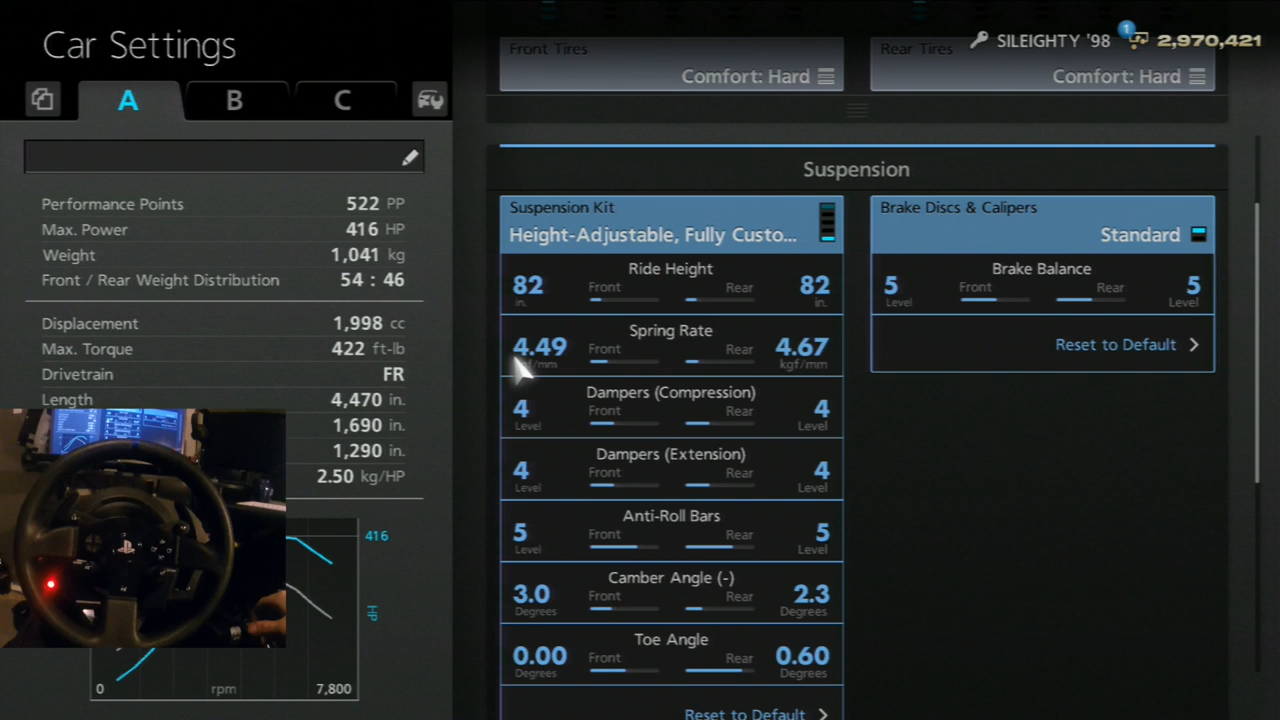 Car Settings
SILEIGHTY '98
1
2,970,421
A
B
C
Performance Points 522 PP
Max. Power 416 HP
Weight 1,041 kg
Front / Rear Weight Distribution 54 : 46
Displacement 1,998 cc
Max. Torque 422 ft-lb
Drivetrain FR
Length 4,470 in.
1,690 in.
1,290 in.
2.50 kg/HP
416
HP
0 rpm 7,800
Front Tires
Comfort: Hard
Rear Tires
Comfort: Hard
Suspension
Suspension Kit
Height-Adjustable, Fully Custo...
Ride Height
82 in. Front Rear 82 in.
Spring Rate
4.49 kgf/mm Front Rear 4.67 kgf/mm
Dampers (Compression)
4 Level Front Rear 4 Level
Dampers (Extension)
4 Level Front Rear 4 Level
Anti-Roll Bars
5 Level Front Rear 5 Level
Camber Angle (-)
3.0 Degrees Front Rear 2.3 Degrees
Toe Angle
0.00 Degrees Front Rear 0.60 Degrees
Reset to Default
Brake Discs & Calipers
Standard
Brake Balance
5 Level Front Rear 5 Level
Reset to Default